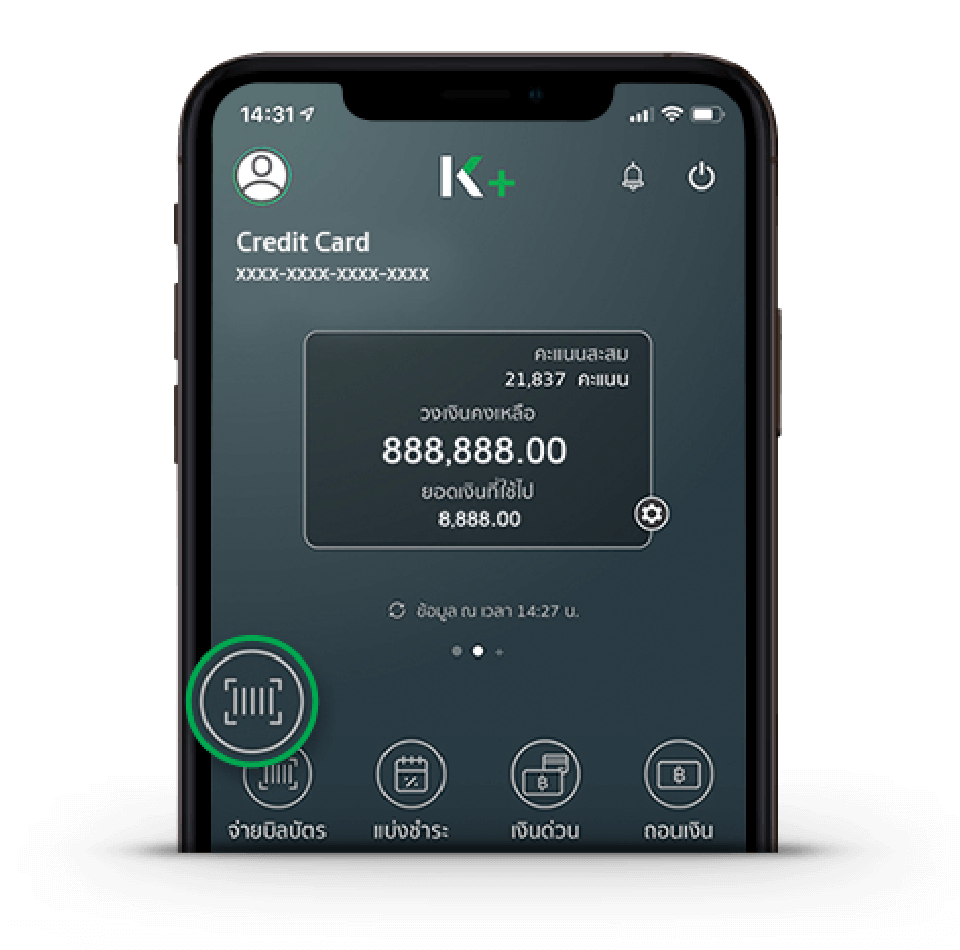 14:31
K+
Credit Card
xxxx-xxxx-xxxx-xxxx
คะแนนสะสม
21,837 คะแนน
วงเงินคงเหลือ
888,888.00
ยอดเงินที่ใช้ไป
8,888.00
ข้อมูล ณ เวลา 14:27 น.
จ่ายบิลบัตร แบ่งชำระ เงินด่วน ถอนเงิน